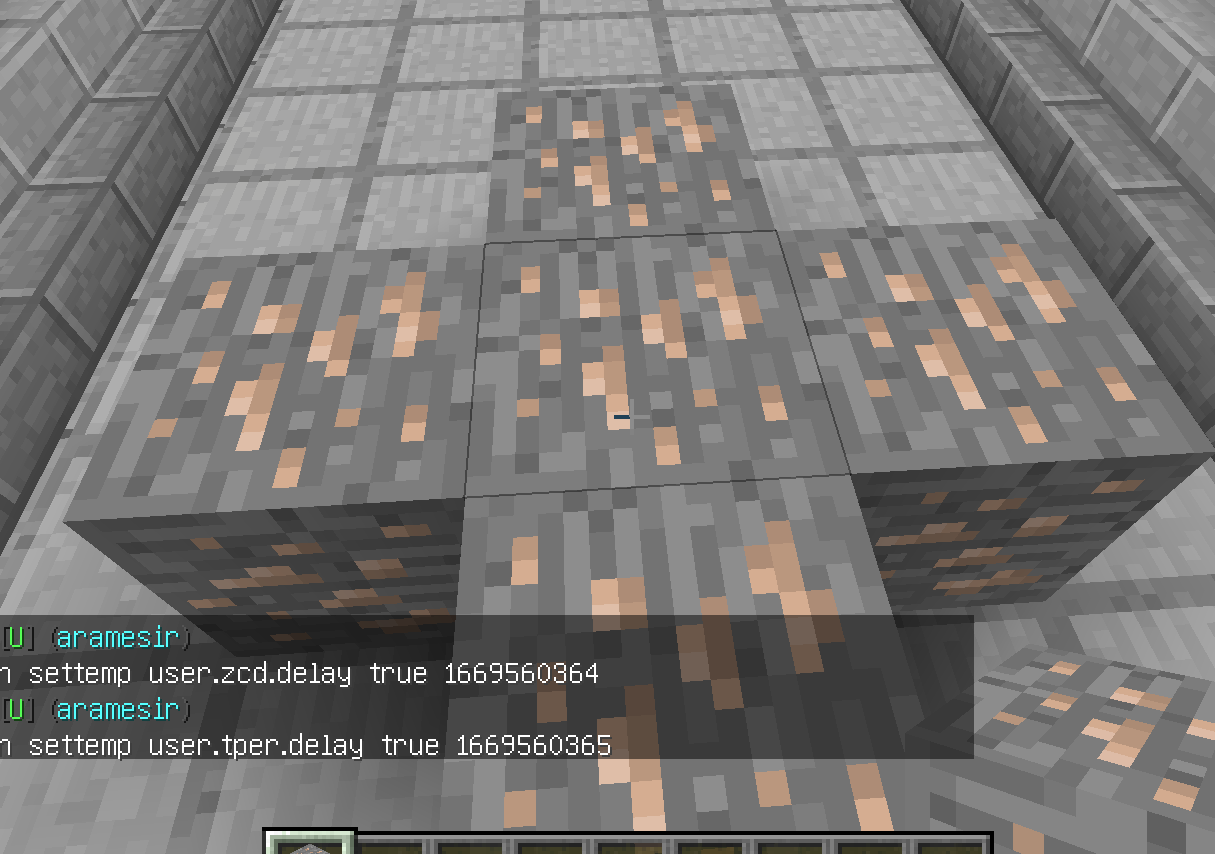 [U] (aramesir)
n settemp user.zcd.delay true 1669560364
[U] (aramesir)
n settemp user.tper.delay true 1669560365